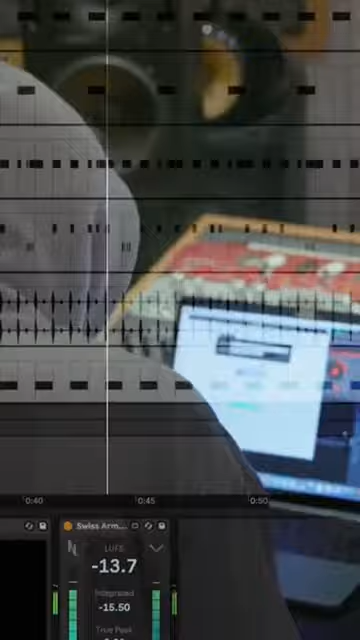 0:40
0:45
0:50
Swiss Arm...
LUFS
-13.7
Integrated
-15.50
True Peak